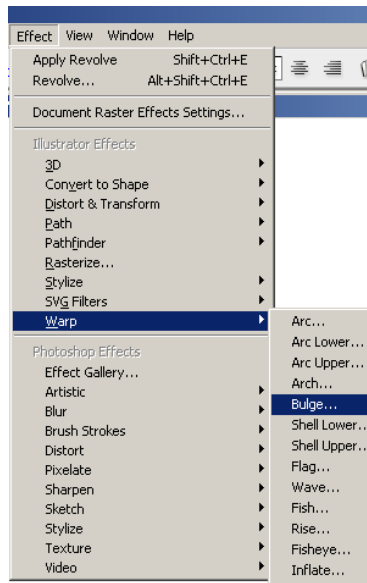 Effect View Window Help
Apply Revolve Shift+Ctrl+E
Revolve... Alt+Shift+Ctrl+E
Document Raster Effects Settings...
Illustrator Effects
3D
Convert to Shape
Distort & Transform
Path
Pathfinder
Rasterize...
Stylize
SVG Filters
Warp
Photoshop Effects
Effect Gallery...
Artistic
Blur
Brush Strokes
Distort
Pixelate
Sharpen
Sketch
Stylize
Texture
Video
Arc...
Arc Lower...
Arc Upper...
Arch...
Bulge...
Shell Lower..
Shell Upper..
Flag...
Wave...
Fish...
Rise...
Fisheye...
Inflate...